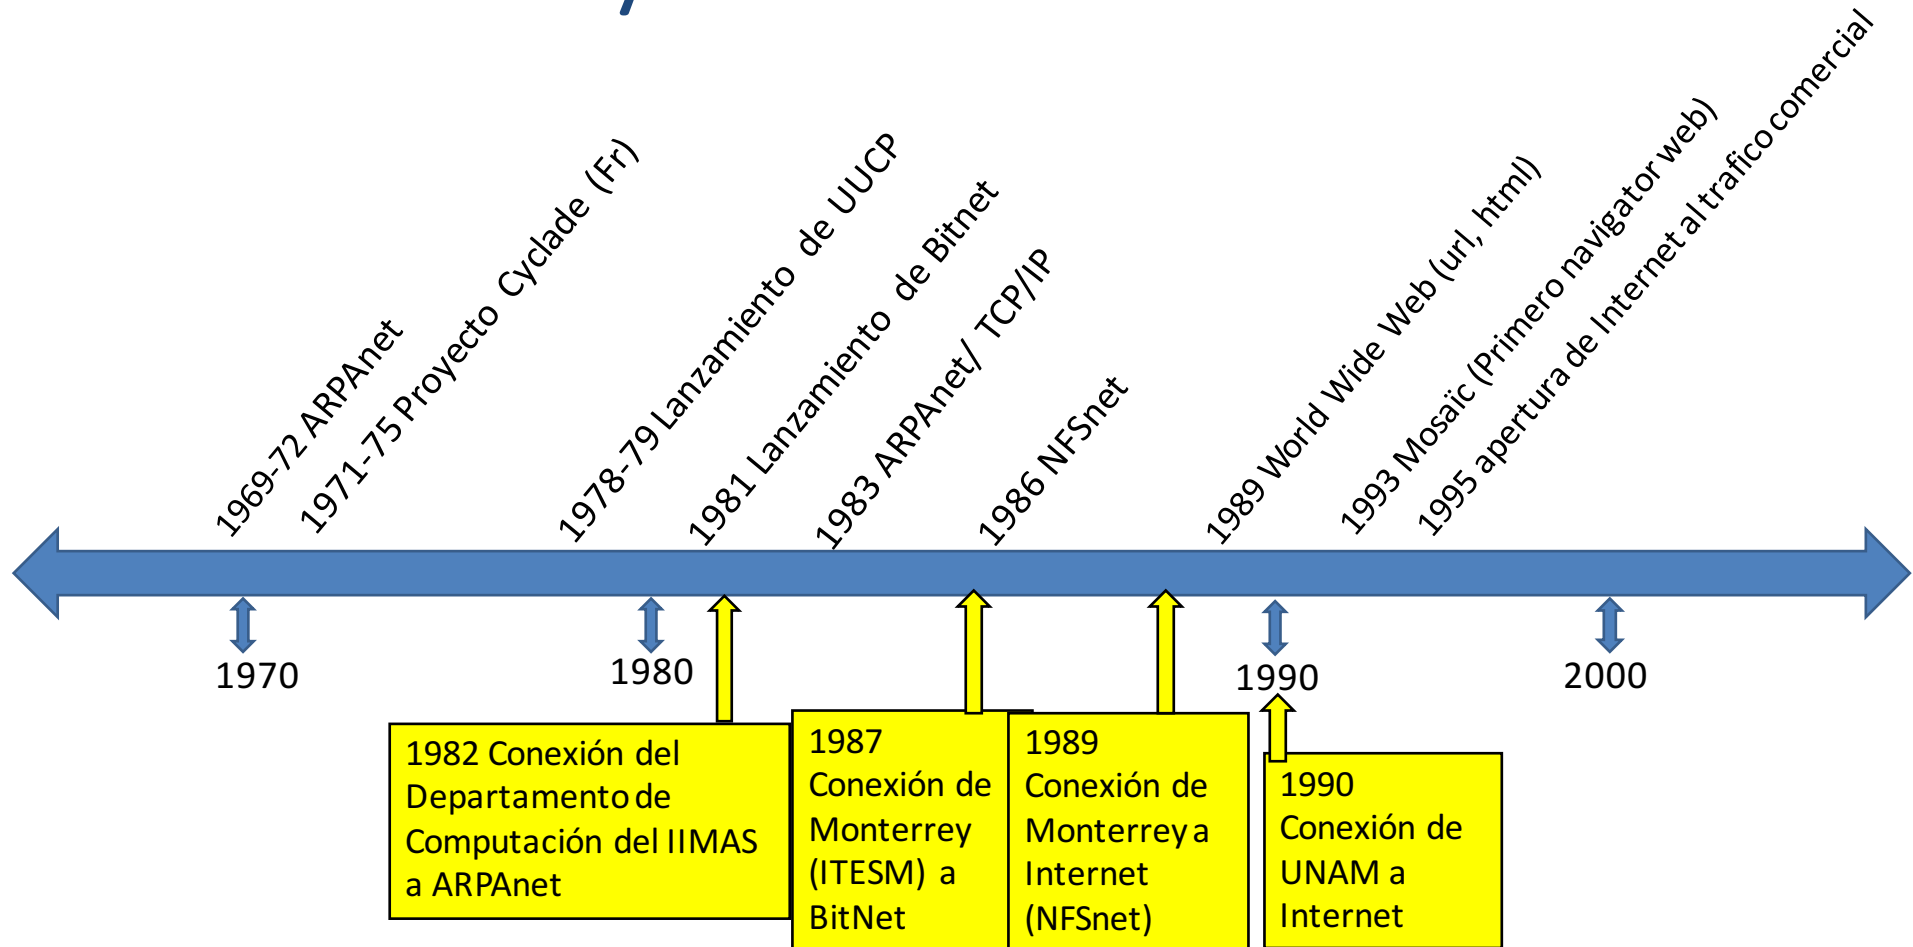 1969-72 ARPAnet
1971-75 Proyecto Cyclade (Fr)
1978-79 Lanzamiento de UUCP
1981 Lanzamiento de Bitnet
1983 ARPAnet/ TCP/IP
1986 NFSnet
1989 World Wide Web (url, html)
1993 Mosaïc (Primero navigator web)
1995 apertura de Internet al trafico comercial
1970
1980
1990
2000
1982 Conexión del
Departamento de
Computación del IIMAS
a ARPAnet
1987
Conexión de
Monterrey
(ITESM) a
BitNet
1989
Conexión de
Monterrey a
Internet
(NFSnet)
1990
Conexión de
UNAM a
Internet